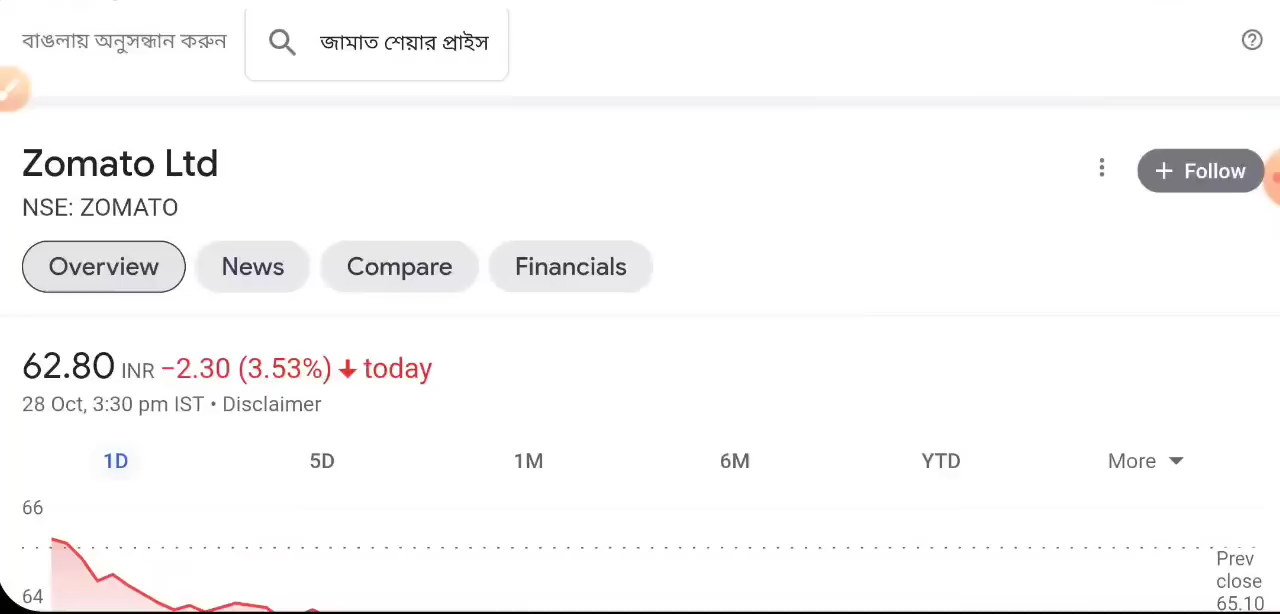 বাঙলায় অনুসন্ধান করুন
জামাত শেয়ার প্রাইস
Zomato Ltd
+ Follow
NSE: ZOMATO
Overview
News
Compare
Financials
62.80 INR −2.30 (3.53%) ↓ today
28 Oct, 3:30 pm IST • Disclaimer
1D
5D
1M
6M
YTD
More
66
Prev
close
65.10
64